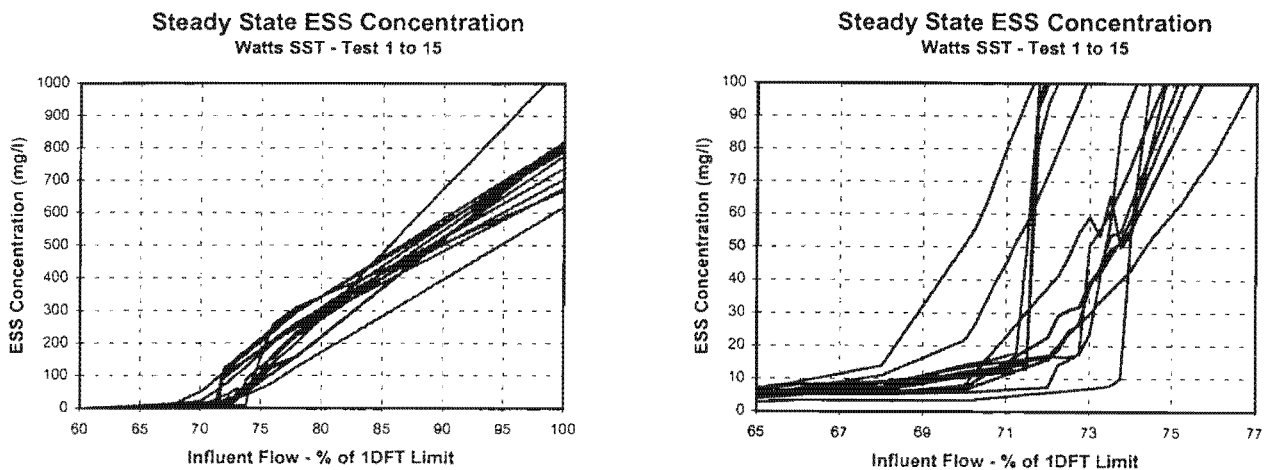 Steady State ESS Concentration
Watts SST - Test 1 to 15
1000
900
800
700
600
500
400
300
200
100
0
ESS Concentration (mg/l)
60 65 70 75 80 85 90 95 100
Influent Flow - % of 1DFT Limit
Steady State ESS Concentration
Watts SST - Test 1 to 15
100
90
80
70
60
50
40
30
20
10
0
ESS Concentration (mg/l)
65 67 69 71 73 75 77
Influent Flow - % of 1DFT Limit